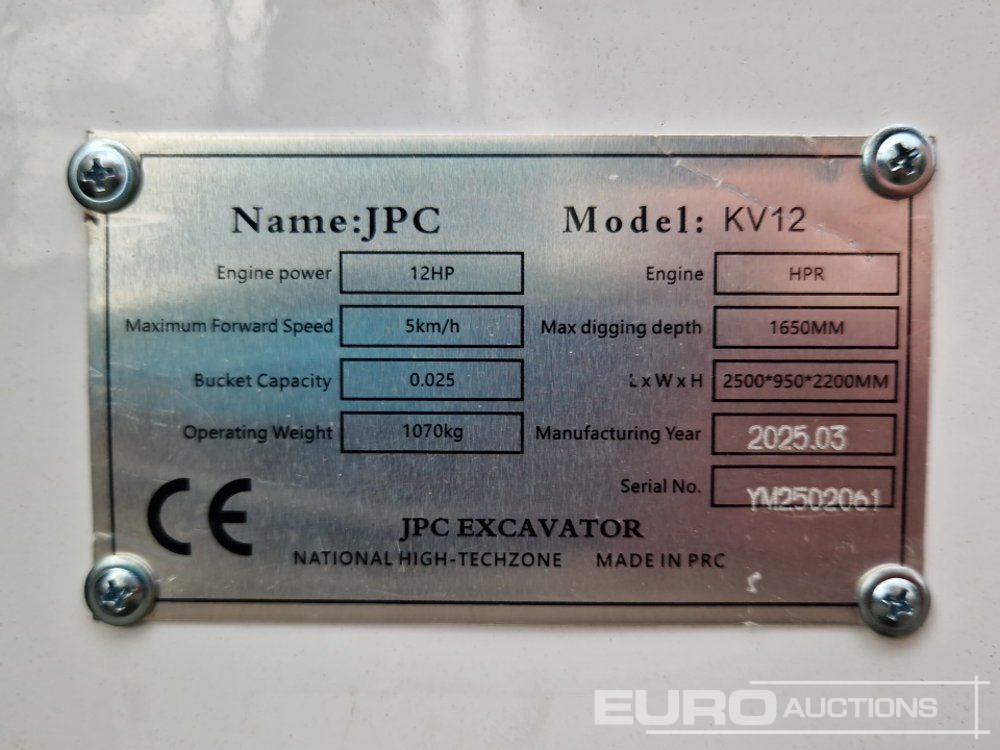 Name:JPC Model: KV12
Engine power 12HP Engine HPR
Maximum Forward Speed 5km/h Max digging depth 1650MM
Bucket Capacity 0.025 L x W x H 2500*950*2200MM
Operating Weight 1070kg Manufacturing Year 2025.03
Serial No. YM2502061
CE
JPC EXCAVATOR
NATIONAL HIGH-TECHZONE MADE IN PRC
EURO AUCTIONS